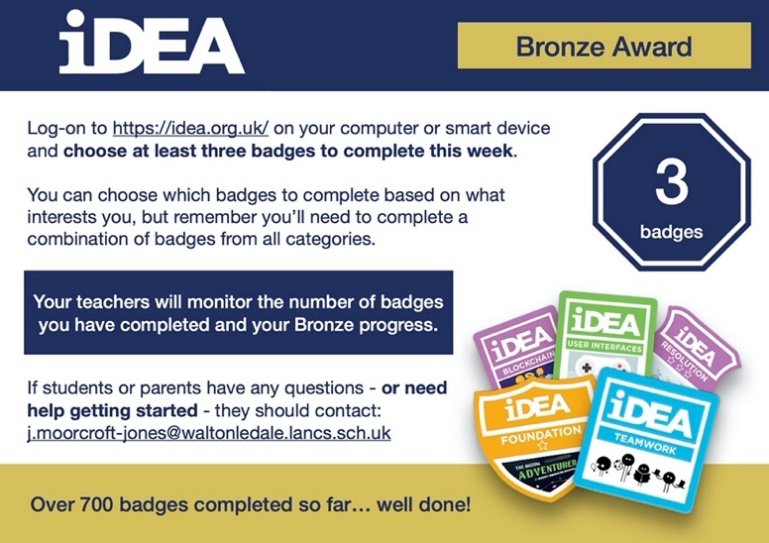 iDEA
Bronze Award
Log-on to https://idea.org.uk/ on your computer or smart device
and choose at least three badges to complete this week.
You can choose which badges to complete based on what
interests you, but remember you'll need to complete a
combination of badges from all categories.
3
badges
Your teachers will monitor the number of badges
you have completed and your Bronze progress.
If students or parents have any questions - or need
help getting started - they should contact:
j.moorcroft-jones@waltonledale.lancs.sch.uk
iDEA
BLOCKCHAIN
iDEA
USER INTERFACES
iDEA
RESOLUTION
iDEA
FOUNDATION
THE DIGITAL
ADVENTURER
iDEA
TEAMWORK
Over 700 badges completed so far... well done!